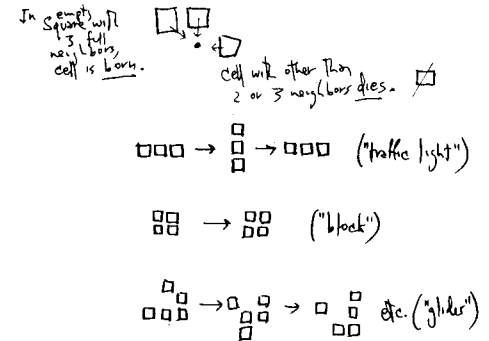 In empty
Square with
3 full
neighbors,
cell is born.
cell with other than
2 or 3 neighbors dies.
("traffic light")
("block")
etc. ("glider")